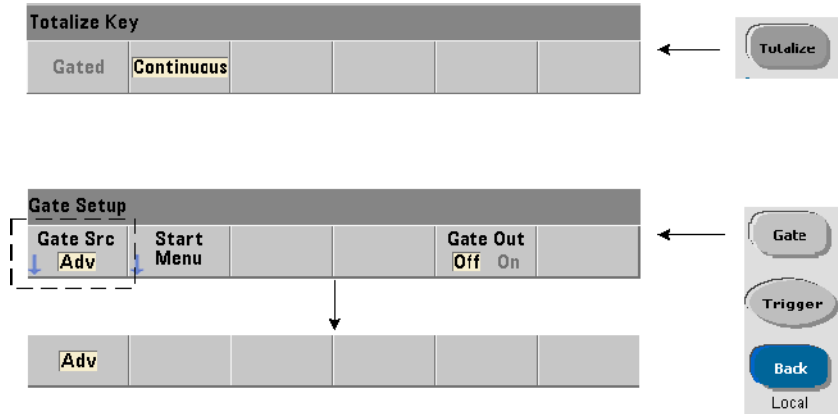 Totalize Key
Gated Continuous
Totalize
Gate Setup
Gate Src Start Menu Gate Out
Adv Off On
Gate
Trigger
Adv
Back
Local